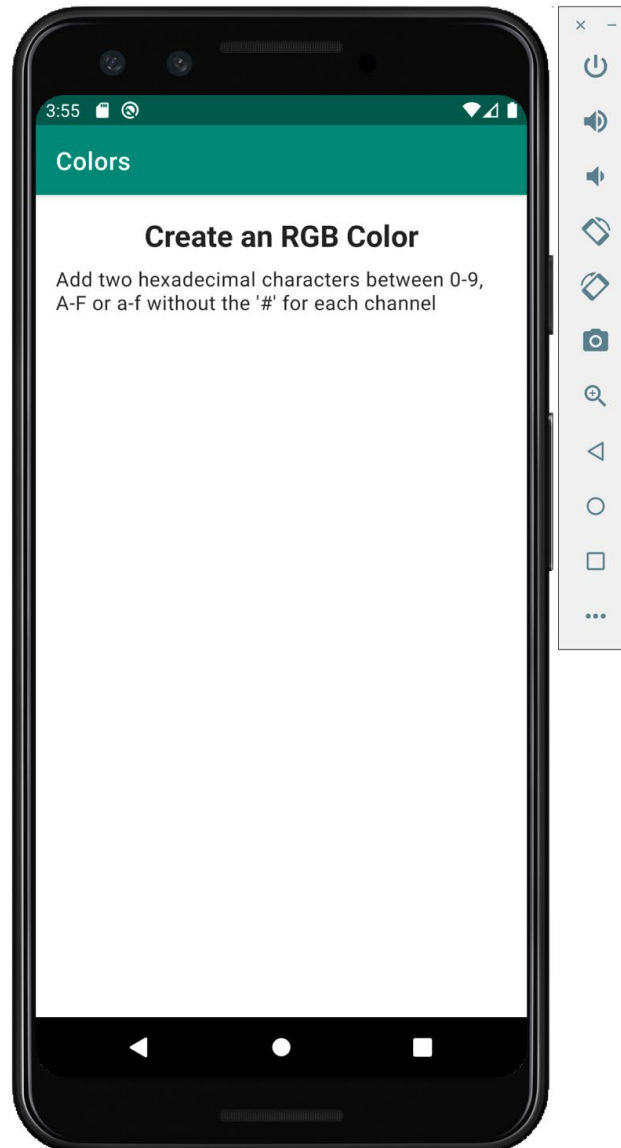 3:55
Colors
Create an RGB Color
Add two hexadecimal characters between 0-9,
A-F or a-f without the '#' for each channel